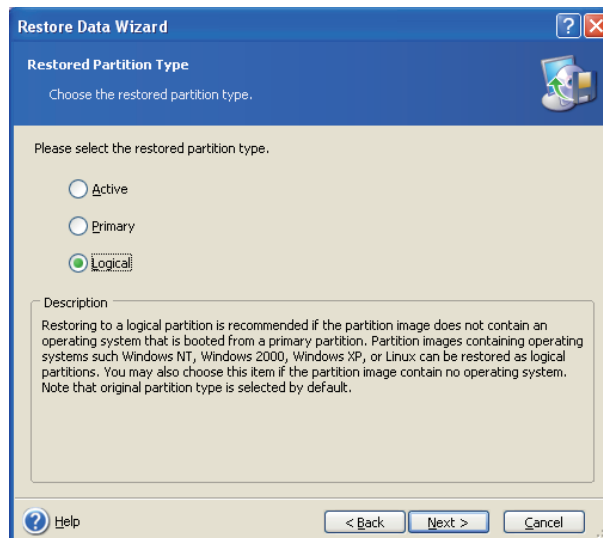 Restore Data Wizard
Restored Partition Type
Choose the restored partition type.
Please select the restored partition type.
Active
Primary
Logical
Description
Restoring to a logical partition is recommended if the partition image does not contain an
operating system that is booted from a primary partition. Partition images containing operating
systems such Windows NT, Windows 2000, Windows XP, or Linux can be restored as logical
partitions. You may also choose this item if the partition image contain no operating system.
Note that original partition type is selected by default.
Help
< Back
Next >
Cancel